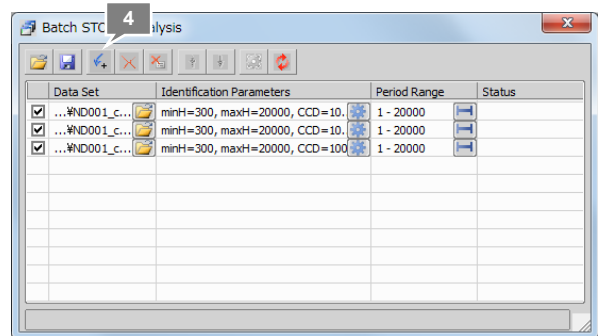 4
Batch STO alysis
Data Set Identification Parameters Period Range Status
...¥ND001_c... minH=300, maxH=20000, CCD=10. 1 - 20000
...¥ND001_c... minH=300, maxH=20000, CCD=10. 1 - 20000
...¥ND001_c... minH=300, maxH=20000, CCD=100 1 - 20000